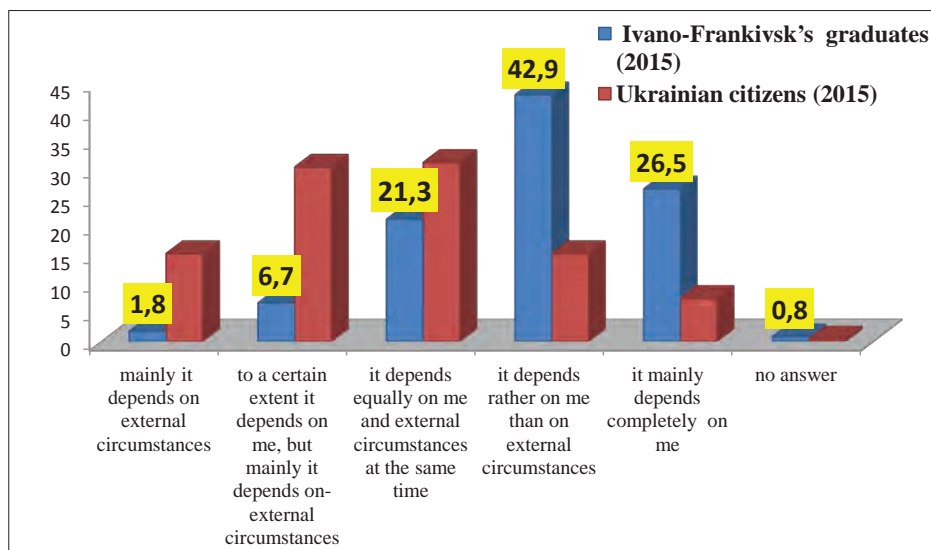 Ivano-Frankivsk's graduates
(2015)
Ukrainian citizens (2015)
45
40
35
30
25
20
15
10
5
0
1,8
6,7
21,3
42,9
26,5
0,8
mainly it
depends on
external
circumstances
to a certain
extent it
depends on
me, but
mainly it
depends on-
external
circumstances
it depends
equally on me
and external
circumstances
at the same
time
it depends
rather on me
than on
external
circumstances
it mainly
depends
completely on
me
no answer